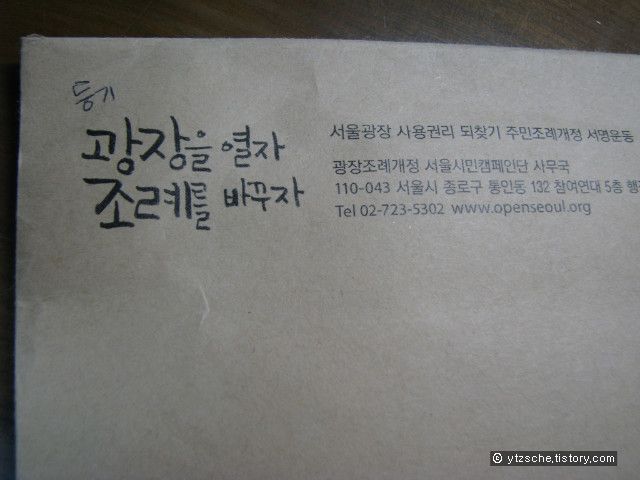 등기
광장을 열자
조례를 바꾸자
서울광장 사용권리 되찾기 주민조례개정 서명운동
광장조례개정 서울시민캠페인단 사무국
110-043 서울시 종로구 통인동 132 참여연대 5층 행정
Tel 02-723-5302 www.openseoul.org
© ytzsche.tistory.com